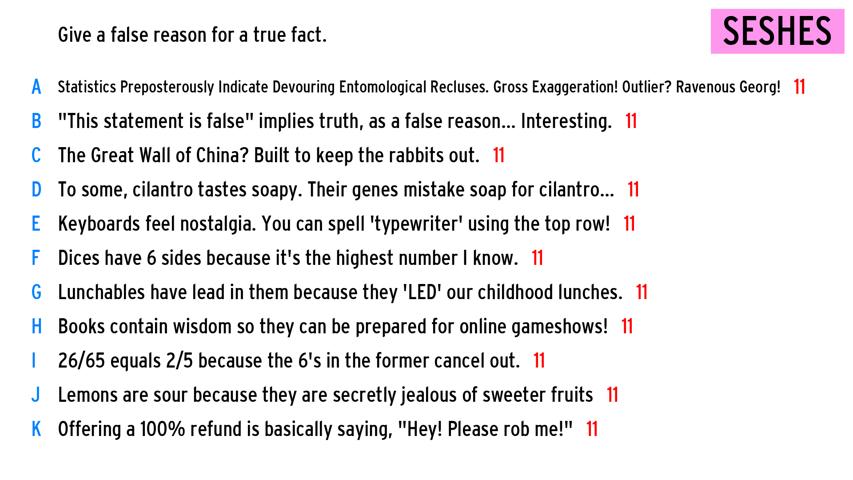 Give a false reason for a true fact.
SESHES
A Statistics Preposterously Indicate Devouring Entomological Recluses. Gross Exaggeration! Outlier? Ravenous Georg! 11
B "This statement is false" implies truth, as a false reason... Interesting. 11
C The Great Wall of China? Built to keep the rabbits out. 11
D To some, cilantro tastes soapy. Their genes mistake soap for cilantro... 11
E Keyboards feel nostalgia. You can spell 'typewriter' using the top row! 11
F Dices have 6 sides because it's the highest number I know. 11
G Lunchables have lead in them because they 'LED' our childhood lunches. 11
H Books contain wisdom so they can be prepared for online gameshows! 11
I 26/65 equals 2/5 because the 6's in the former cancel out. 11
J Lemons are sour because they are secretly jealous of sweeter fruits 11
K Offering a 100% refund is basically saying, "Hey! Please rob me!" 11